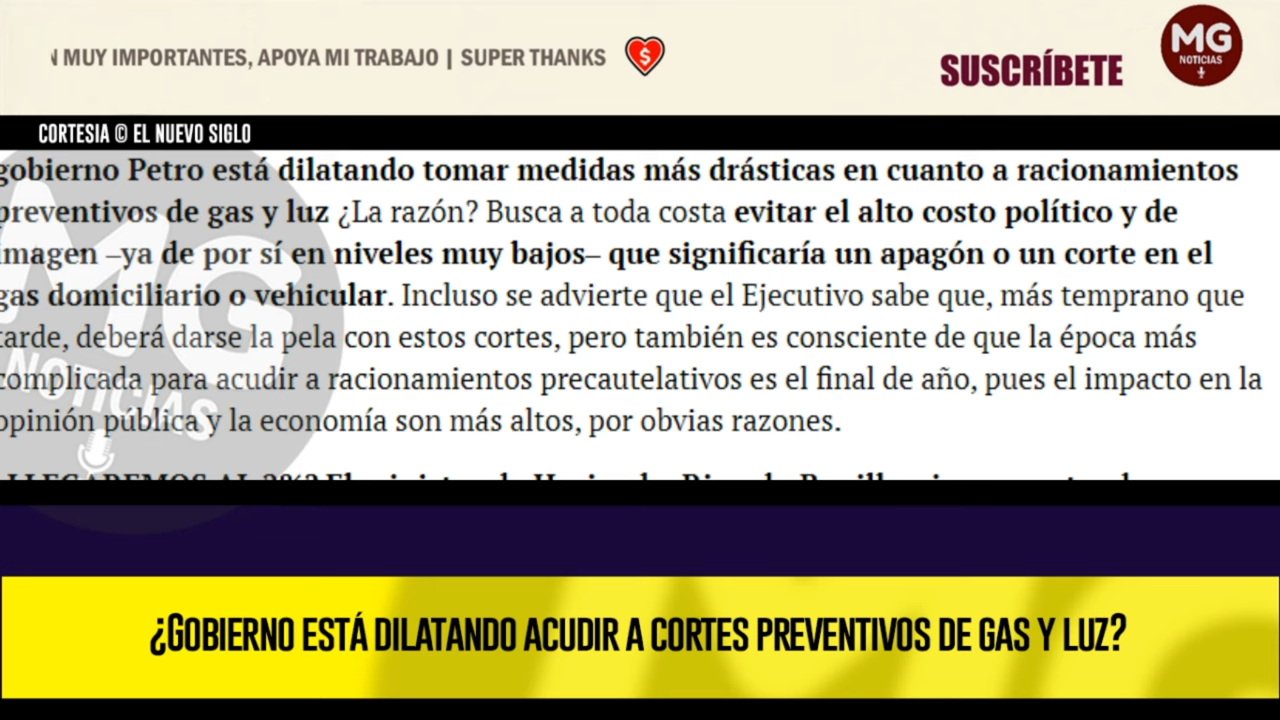 MUY IMPORTANTES, APOYA MI TRABAJO | SUPER THANKS
$
SUSCRÍBETE
MG
NOTICIAS
CORTESIA © EL NUEVO SIGLO
gobierno Petro está dilatando tomar medidas más drásticas en cuanto a racionamientos
preventivos de gas y luz ¿La razón? Busca a toda costa evitar el alto costo político y de
imagen –ya de por sí en niveles muy bajos– que significaría un apagón o un corte en el
gas domiciliario o vehicular. Incluso se advierte que el Ejecutivo sabe que, más temprano que
tarde, deberá darse la pela con estos cortes, pero también es consciente de que la época más
complicada para acudir a racionamientos precautelativos es el final de año, pues el impacto en la
opinión pública y la economía son más altos, por obvias razones.
MG
NOTICIAS
¿GOBIERNO ESTÁ DILATANDO ACUDIR A CORTES PREVENTIVOS DE GAS Y LUZ?